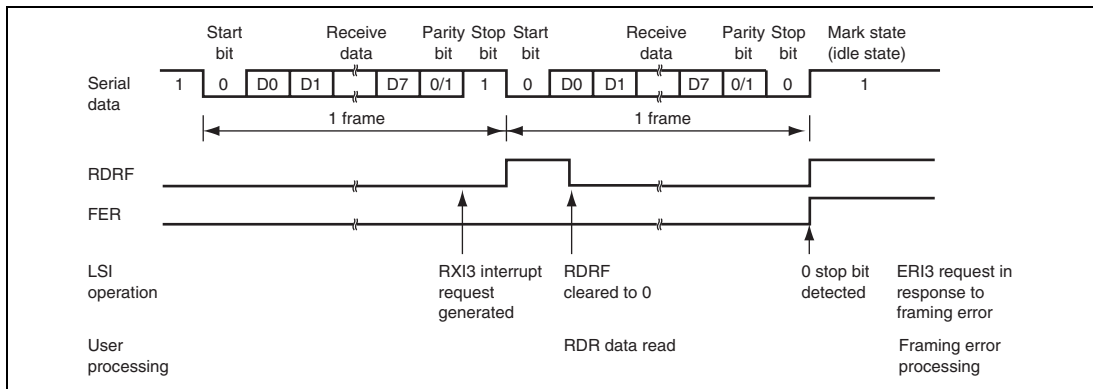 Start bit
Receive data
Parity bit
Stop bit
Start bit
Receive data
Parity bit
Stop bit
Mark state (idle state)
Serial data
1 0 D0 D1 D7 0/1 1 0 D0 D1 D7 0/1 0 1
1 frame
1 frame
RDRF
FER
LSI operation
RXI3 interrupt request generated
RDRF cleared to 0
0 stop bit detected
ERI3 request in response to framing error
User processing
RDR data read
Framing error processing